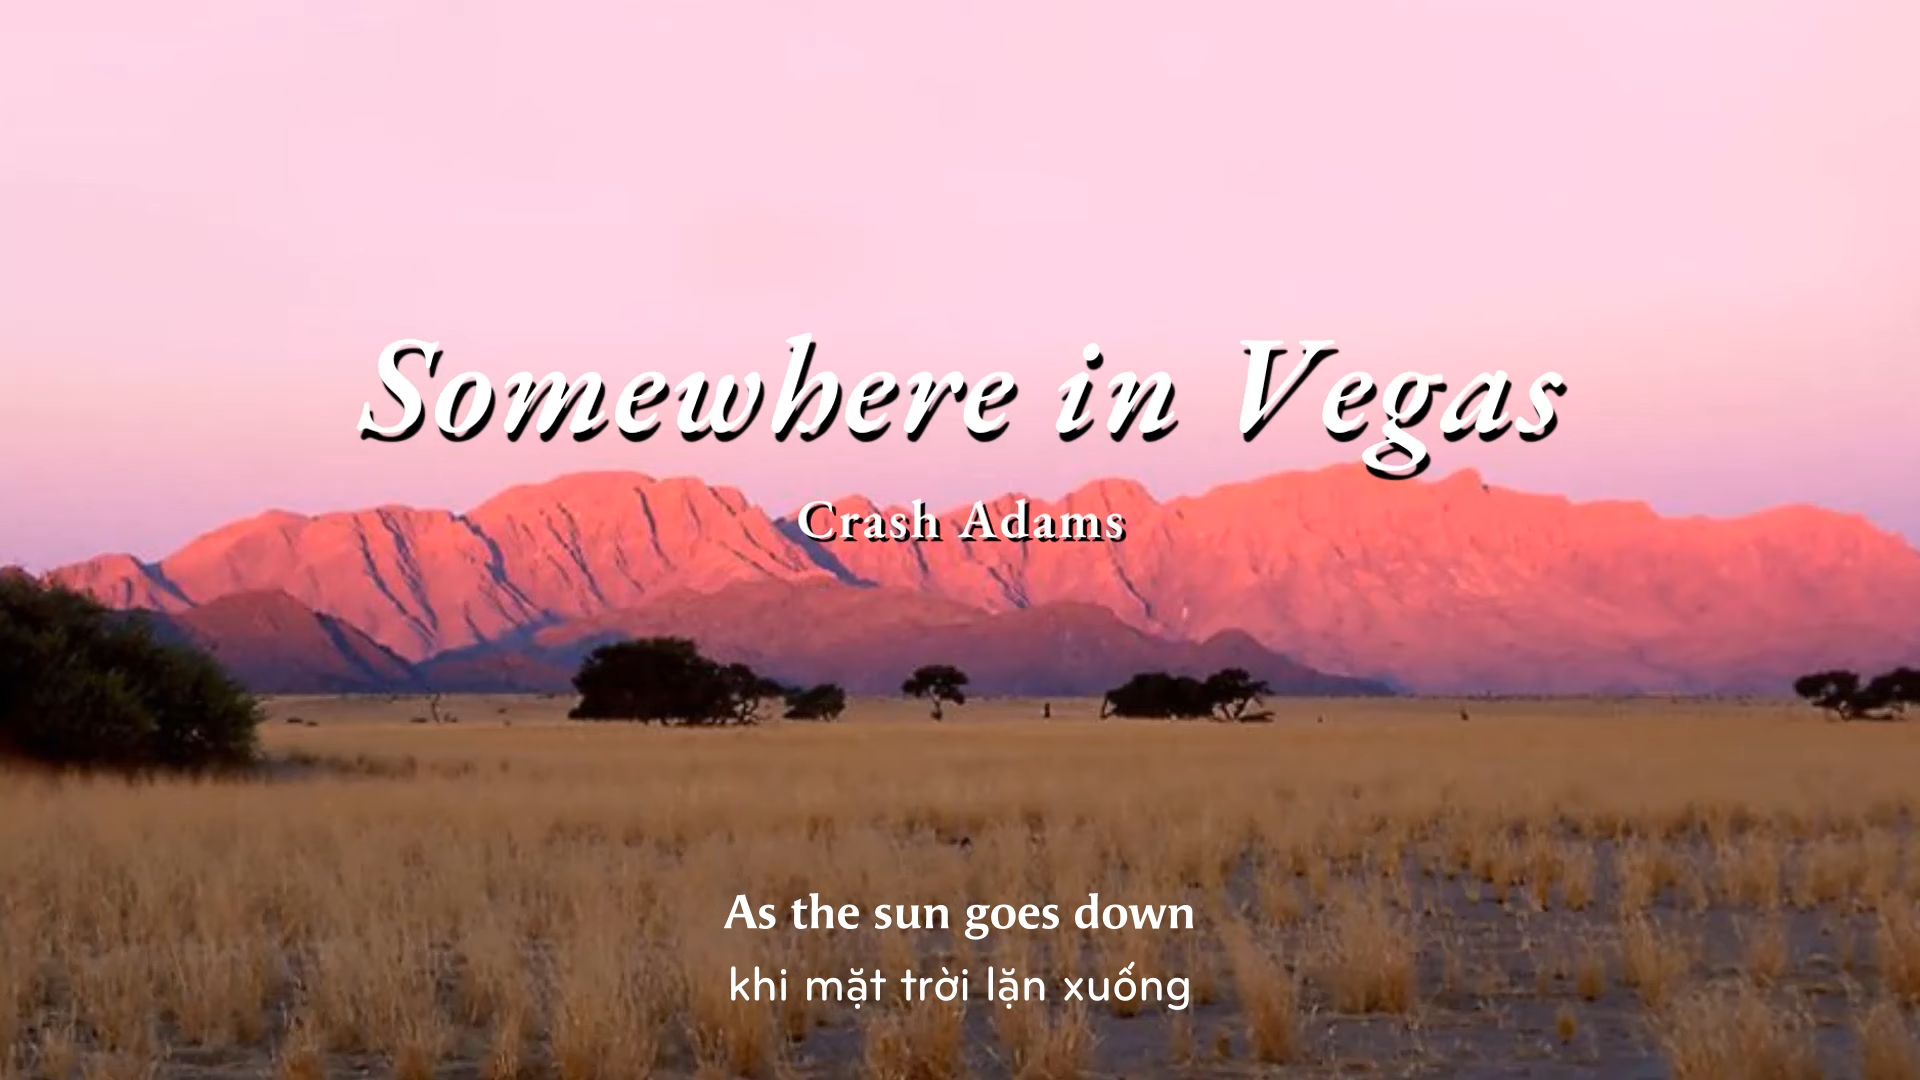 Somewhere in Vegas
Crash Adams
As the sun goes down
khi mặt trời lặn xuống